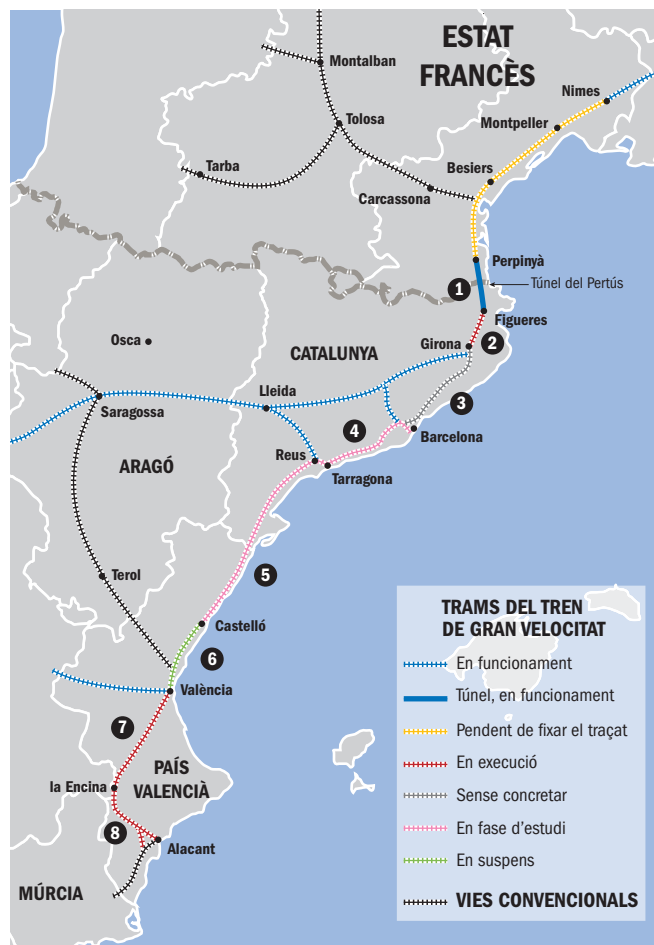 ESTAT
FRANCÈS
Montalban
Nimes
Tolosa
Montpeller
Tarba
Besiers
Carcassona
Perpinyà
1
Túnel del Pertús
Figueres
Osca
Girona
2
CATALUNYA
Lleida
Saragossa
3
4
Barcelona
Reus
ARAGÓ
Tarragona
Terol
5
Castelló
6
València
7
PAÍS
VALENCIÀ
la Encina
8
Alacant
MÚRCIA
TRAMS DEL TREN
DE GRAN VELOCITAT
En funcionament
Túnel, en funcionament
Pendent de fixar el traçat
En execució
Sense concretar
En fase d'estudi
En suspens
VIES CONVENCIONALS